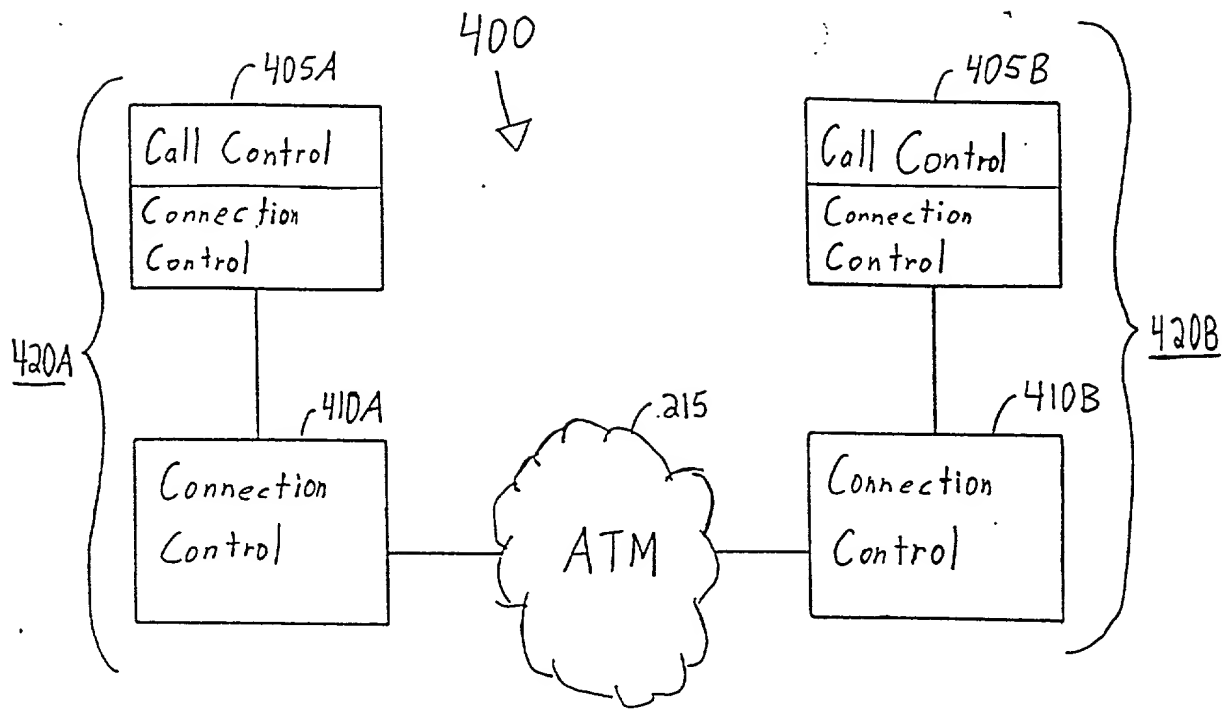 400
405A
Call Control
Connection
Control
405B
Call Control
Connection
Control
420A
420B
410A
Connection
Control
215
ATM
410B
Connection
Control